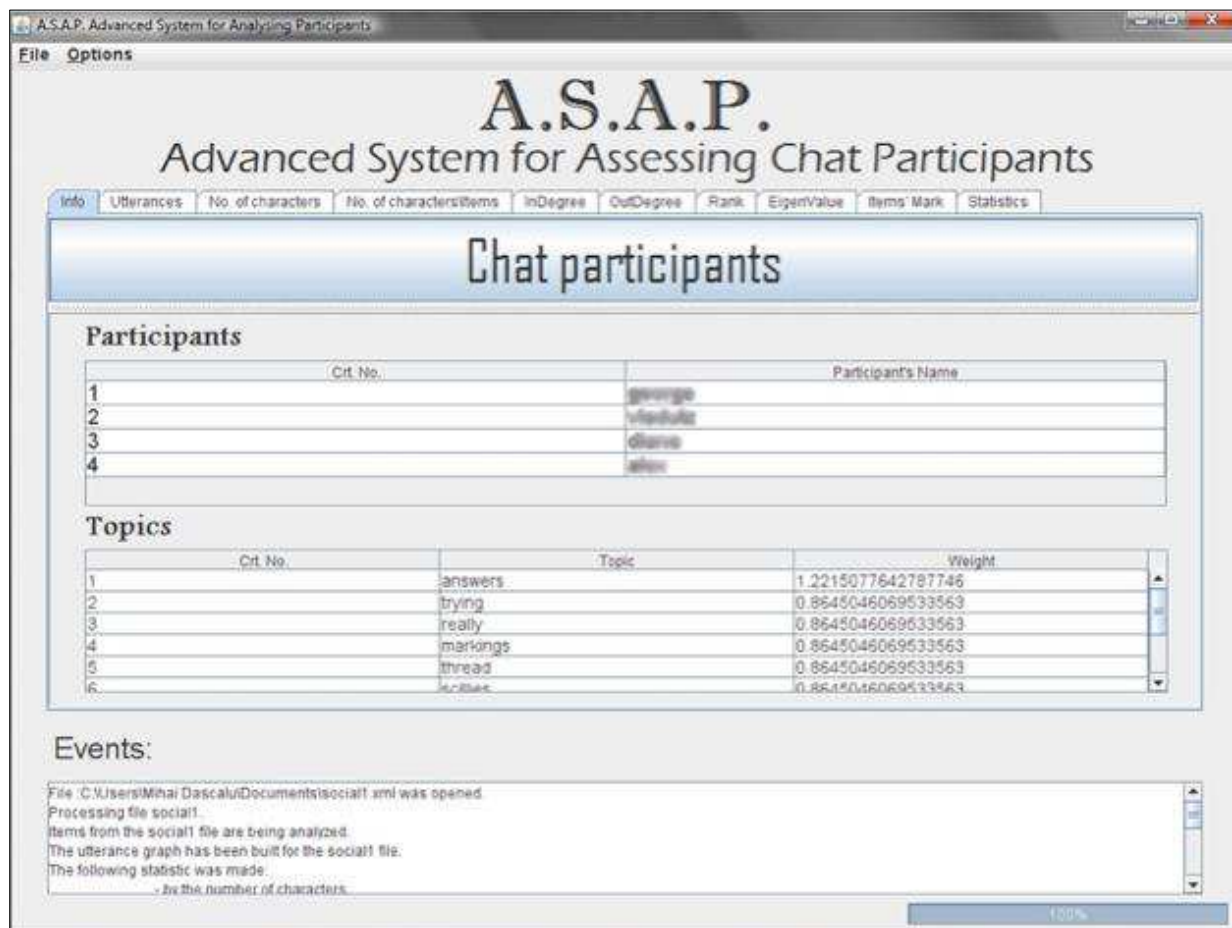 A.S.A.P. Advanced System for Analysing Participants
File Options
A.S.A.P.
Advanced System for Assessing Chat Participants
Info Utterances No. of characters No. of characters/items InDegree OutDegree Rank EigenValue Items' Mark Statistics
Chat participants
Participants
Crt. No. Participant's Name
1
2
3
4
Topics
Crt. No. Topic Weight
1 answers 1.2215077642787746
2 trying 0.8645046069533563
3 really 0.8645046069533563
4 markings 0.8645046069533563
5 thread 0.8645046069533563
6 0.8645046069533563
Events:
File :C:\Users\Mihai Dascalu\Documents\social1.xml was opened.
Processing file social1.
Items from the social1 file are being analyzed.
The utterance graph has been built for the social1 file.
The following statistic was made:
- by the number of characters
100%